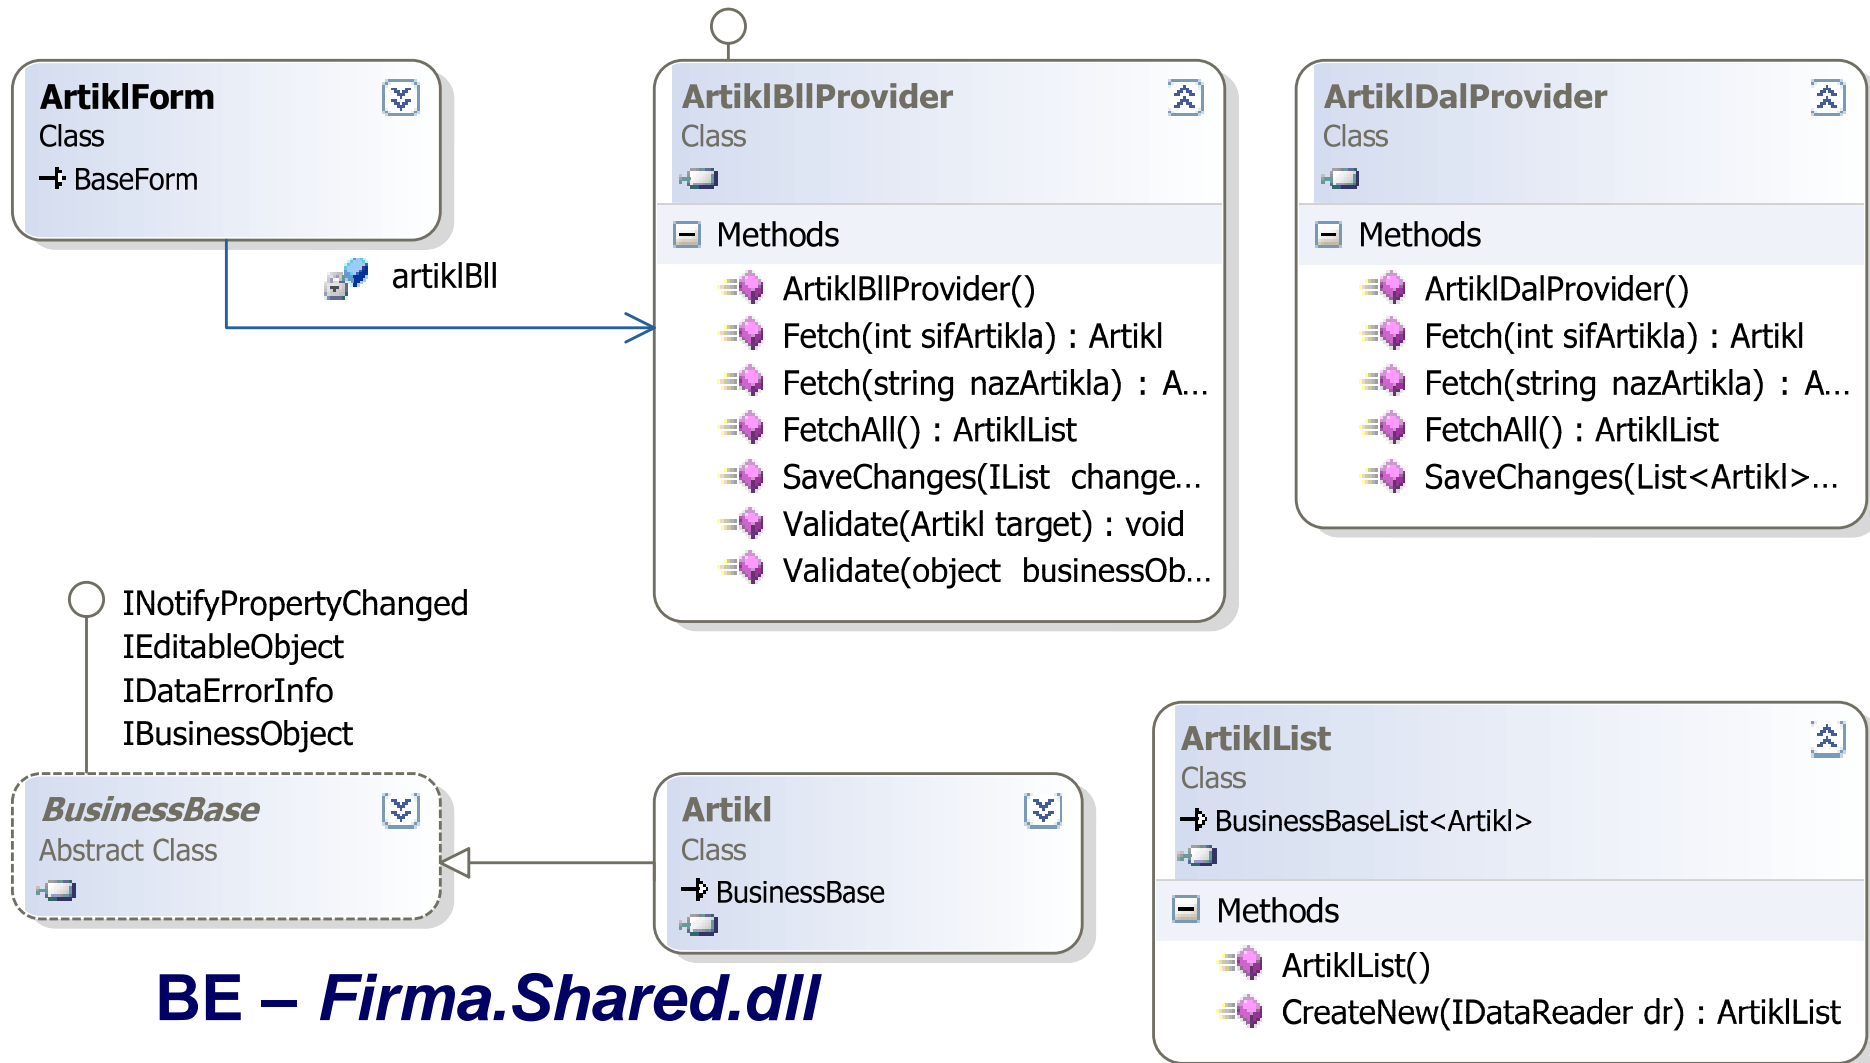 ArtiklForm
Class
BaseForm
artiklBll
ArtiklBllProvider
Class
Methods
ArtiklBllProvider()
Fetch(int sifArtikla) : Artikl
Fetch(string nazArtikla) : A...
FetchAll() : ArtiklList
SaveChanges(IList change...
Validate(Artikl target) : void
Validate(object businessOb...
ArtiklDalProvider
Class
Methods
ArtiklDalProvider()
Fetch(int sifArtikla) : Artikl
Fetch(string nazArtikla) : A...
FetchAll() : ArtiklList
SaveChanges(List<Artikl>...
INotifyPropertyChanged
IEditableObject
IDataErrorInfo
IBusinessObject
BusinessBase
Abstract Class
Artikl
Class
BusinessBase
ArtiklList
Class
BusinessBaseList<Artikl>
Methods
ArtiklList()
CreateNew(IDataReader dr) : ArtiklList
BE – Firma.Shared.dll